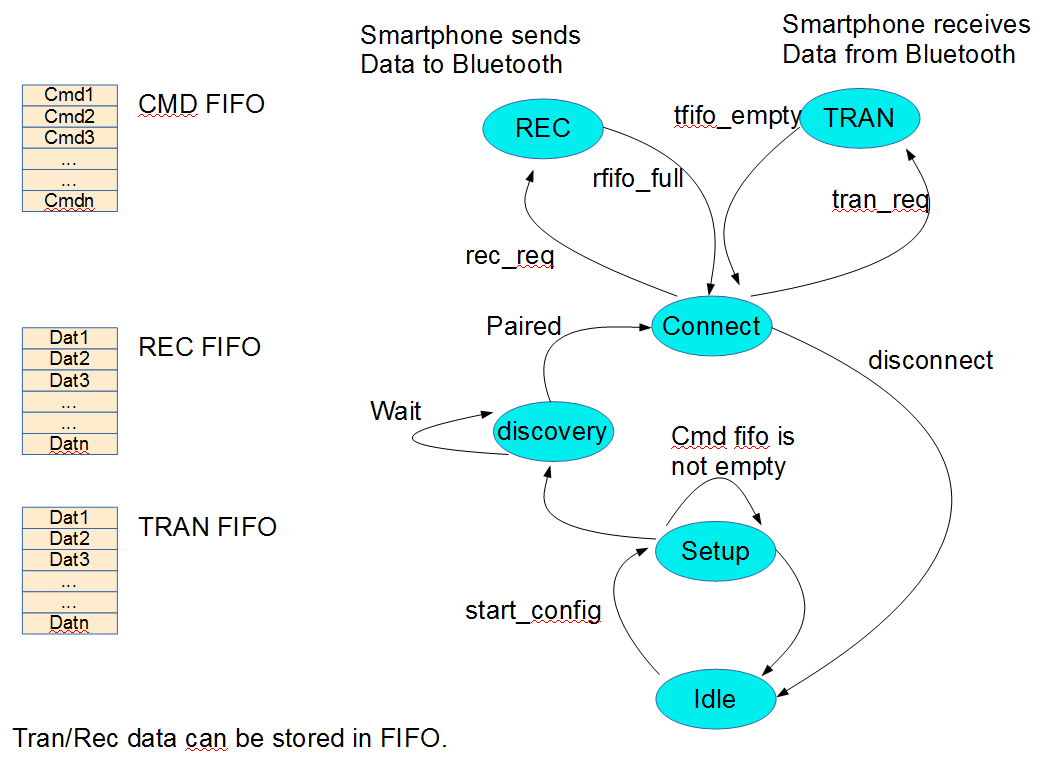 Smartphone sends
Data to Bluetooth
Smartphone receives
Data from Bluetooth
Cmd1
Cmd2
Cmd3
...
...
Cmdn
CMD FIFO
REC
tfifo_empty
TRAN
rfifo_full
tran_req
rec_req
Paired
Connect
disconnect
Dat1
Dat2
Dat3
...
...
Datn
REC FIFO
Wait
discovery
Cmd fifo is
not empty
Dat1
Dat2
Dat3
...
...
Datn
TRAN FIFO
Setup
start_config
Idle
Tran/Rec data can be stored in FIFO.